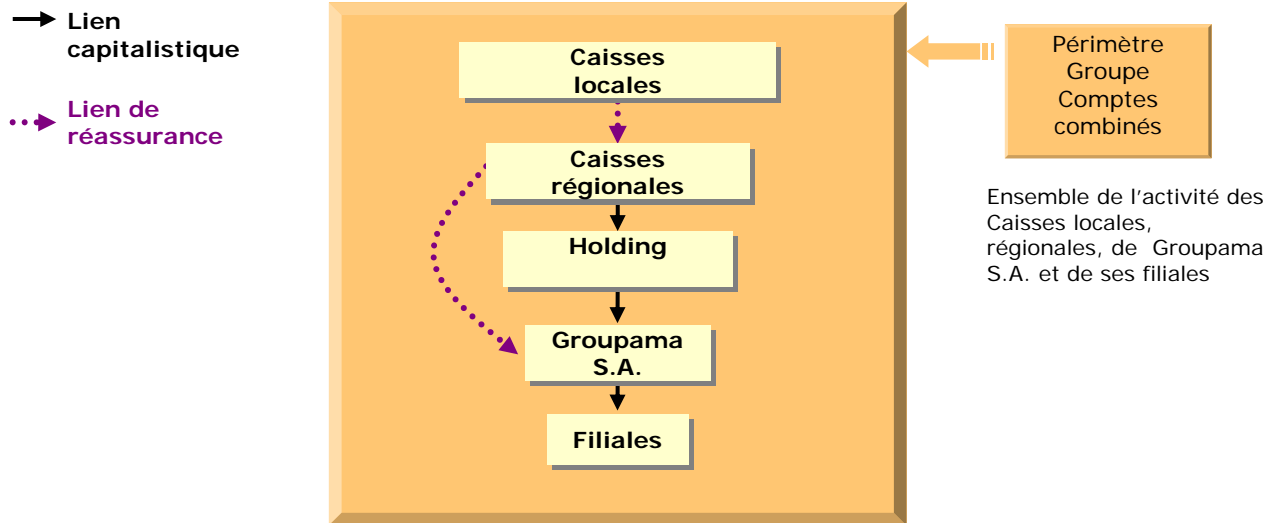 Lien
capitalistique
Lien de
réassurance
Caisses
locales
Caisses
régionales
Holding
Groupama
S.A.
Filiales
Périmètre
Groupe
Comptes
combinés
Ensemble de l'activité des
Caisses locales,
régionales, de Groupama
S.A. et de ses filiales